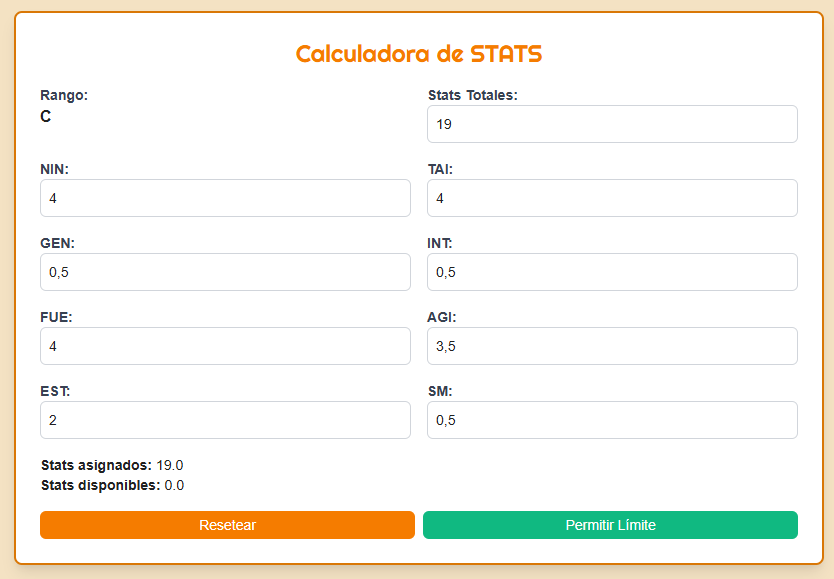 Calculadora de STATS
Rango:
C
Stats Totales:
19
NIN:
4
TAI:
4
GEN:
0,5
INT:
0,5
FUE:
4
AGI:
3,5
EST:
2
SM:
0,5
Stats asignados: 19.0
Stats disponibles: 0.0
Resetear
Permitir Límite